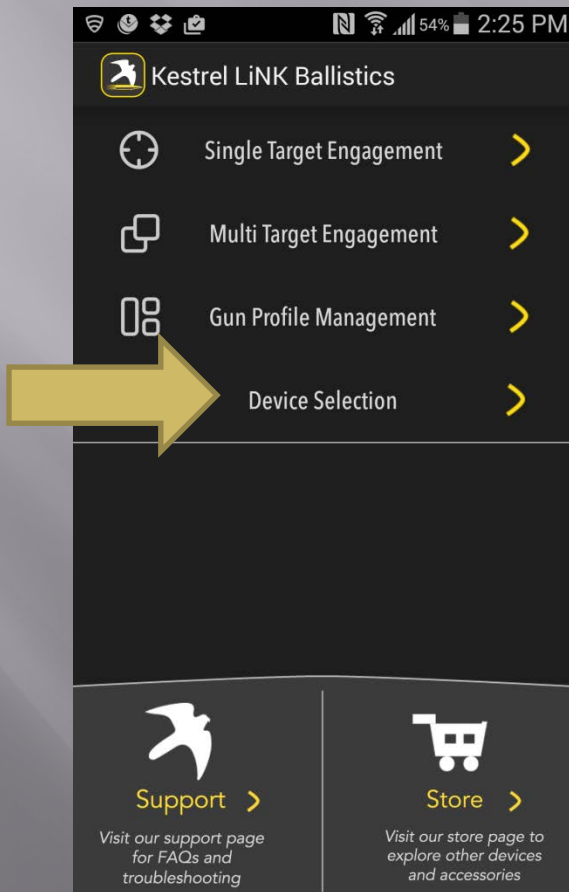 54% 2:25 PM
Kestrel LiNK Ballistics
Single Target Engagement
Multi Target Engagement
Gun Profile Management
Device Selection
Support
Visit our support page
for FAQs and
troubleshooting
Store
Visit our store page to
explore other devices
and accessories